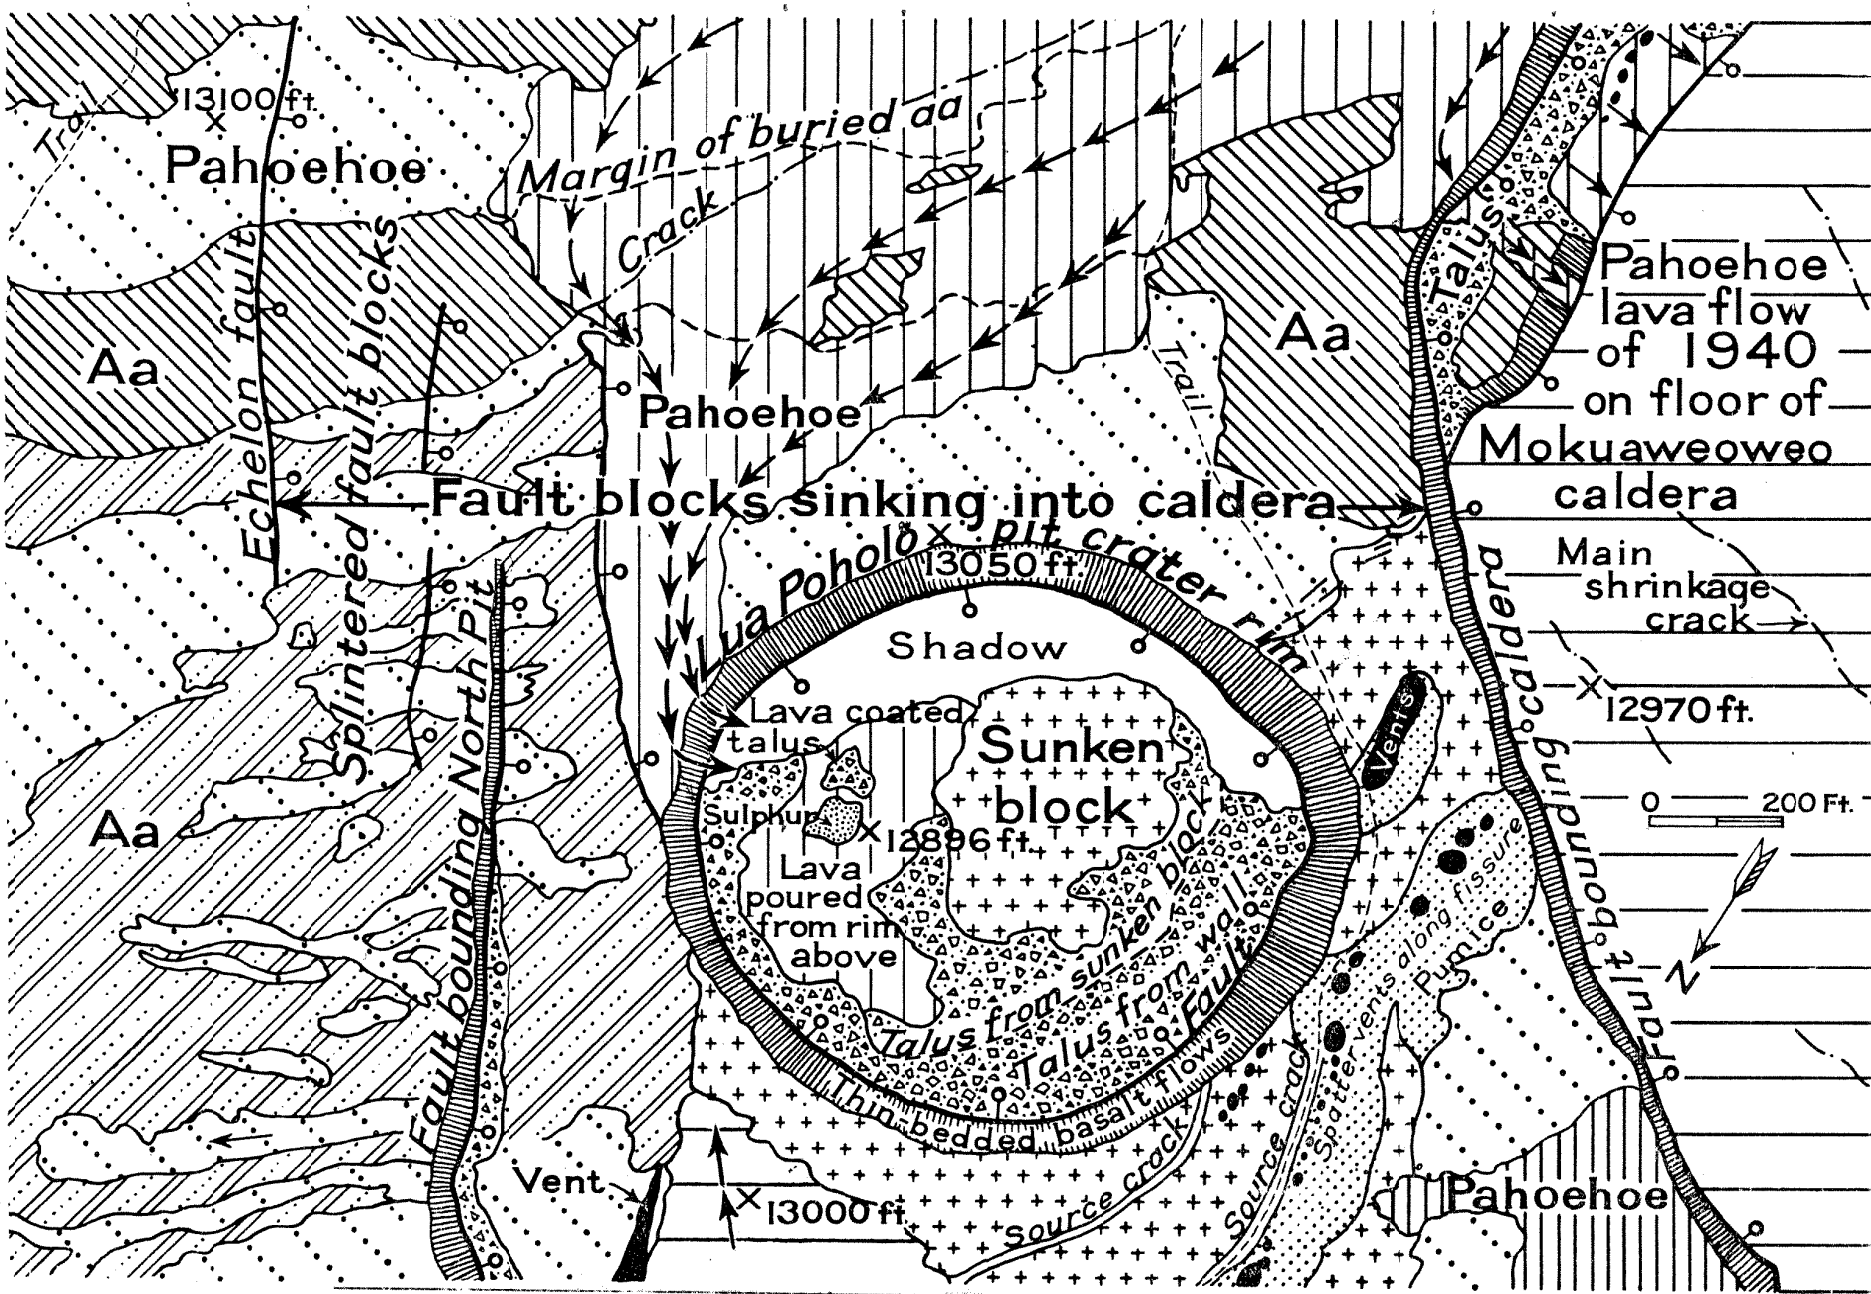 Tra
13100 ft.
Pahoehoe
Margin of buried aa
Crack
Talus
Pahoehoe
lava flow
of 1940
on floor of
Mokuaweoweo
caldera
Aa
Aa
Echelon fault
Splintered fault blocks
Trail
Pahoehoe
Fault blocks sinking into caldera
Lua Poholo pit crater rim
13050 ft.
Shadow
Main
shrinkage
crack
12970 ft.
Lava coated
talus
Sunken
block
Vents
Sulphur
12896 ft.
Lava
poured
from rim
above
Aa
0 200 Ft.
N
Fault bounding North Pit
Fault bounding caldera
Talus from sunken block
Talus from wall
Fault
Thin bedded basalt flows
Spatter vents along fissure
Pumice
Source crack
Source crack
Vent
13000 ft.
Pahoehoe